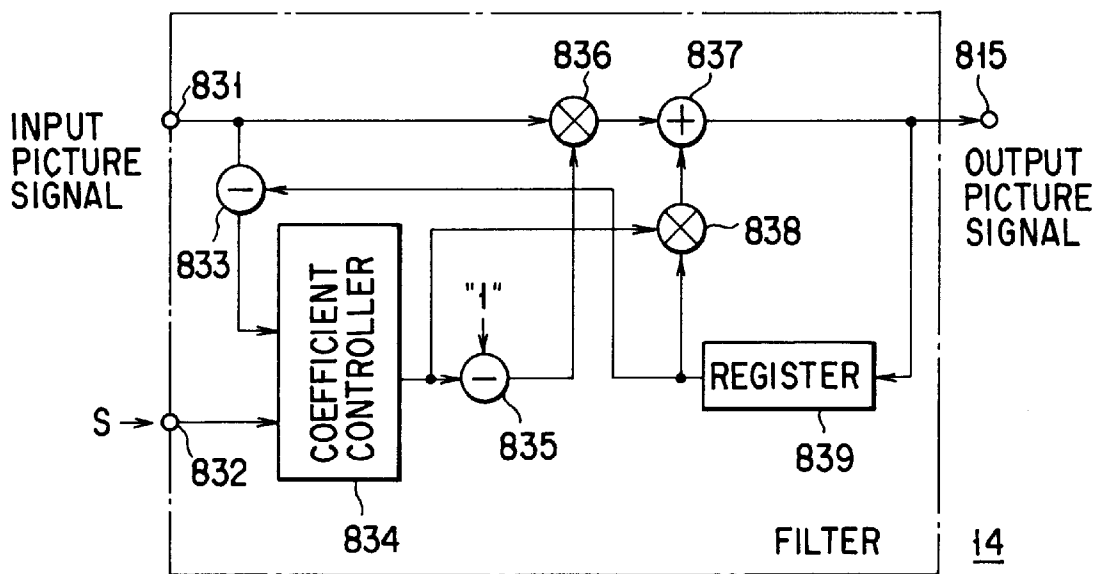 831
836
837
815
INPUT
PICTURE
SIGNAL
OUTPUT
PICTURE
SIGNAL
833
838
"1"
COEFFICIENT
CONTROLLER
REGISTER
S
832
835
839
834
FILTER
14